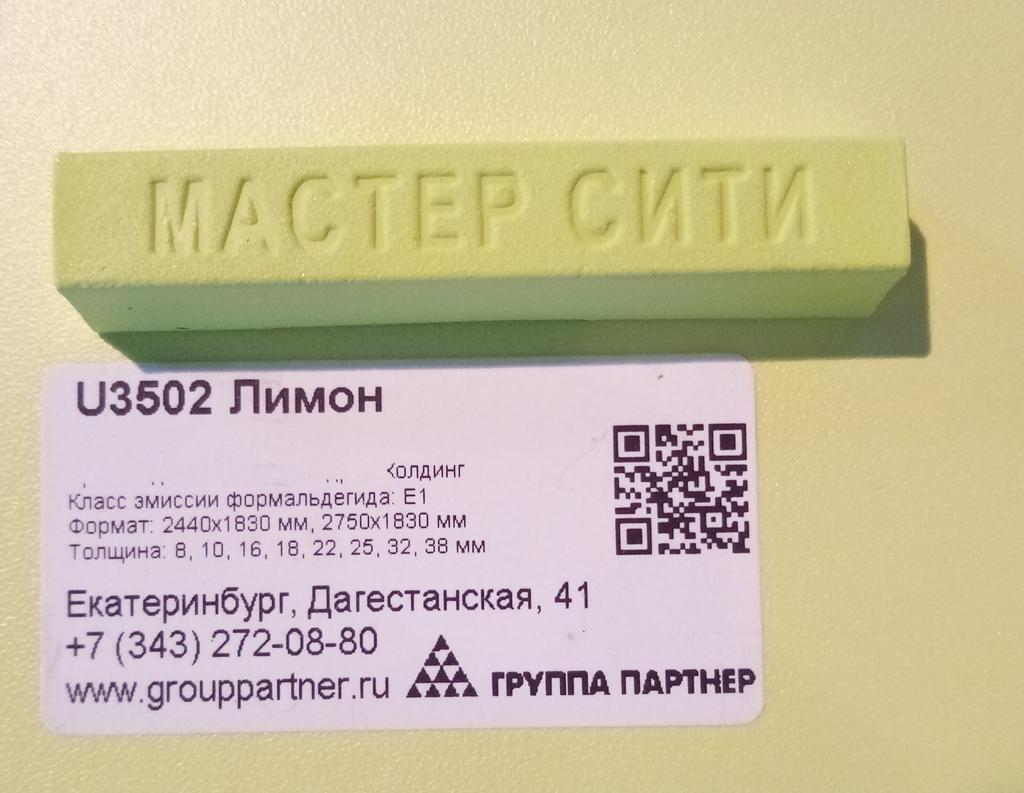 МАСТЕР СИТИ
U3502 Лимон
Класс эмиссии формальдегида: E1
Формат: 2440x1830 мм, 2750x1830 мм
Толщина: 8, 10, 16, 18, 22, 25, 32, 38 мм
Екатеринбург, Дагестанская, 41
+7 (343) 272-08-80
www.grouppartner.ru
ГРУППА ПАРТНЕР